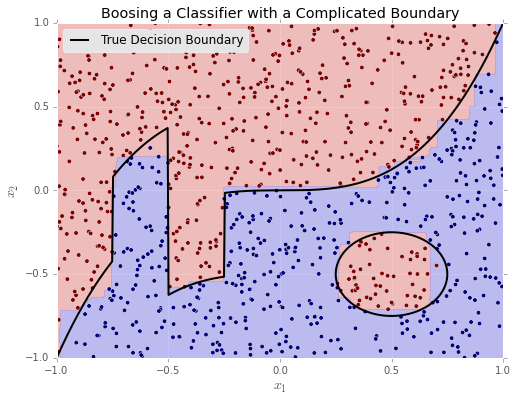 Boosing a Classifier with a Complicated Boundary
True Decision Boundary
1.0
0.5
0.0
−0.5
−1.0
x₂
−1.0 −0.5 0.0 0.5 1.0
x₁